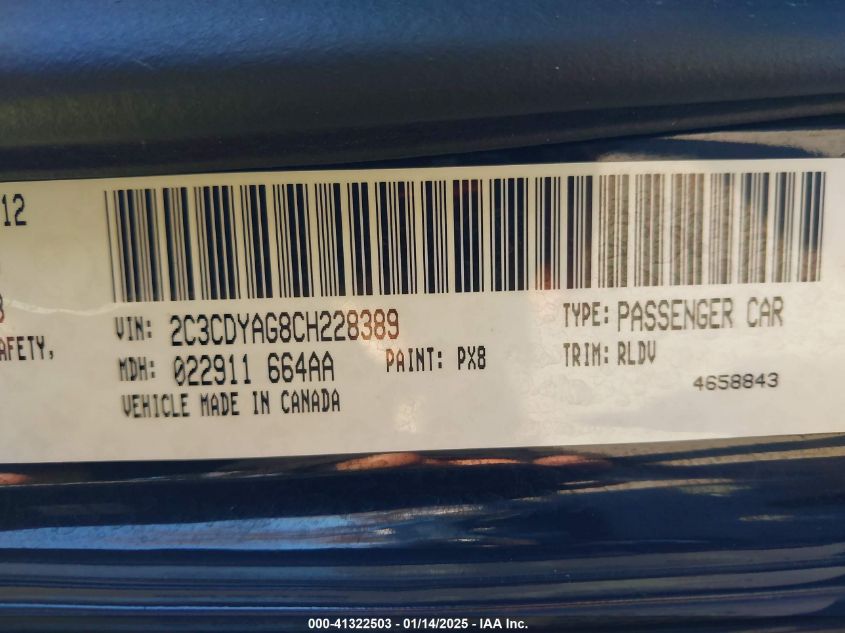 12
8
AFETY,
VIN: 2C3CDYAG8CH228389
TYPE: PASSENGER CAR
MDH: 022911 664AA
PAINT: PX8
TRIM: RLDV
VEHICLE MADE IN CANADA
4658843
000-41322503 - 01/14/2025 - IAA Inc.